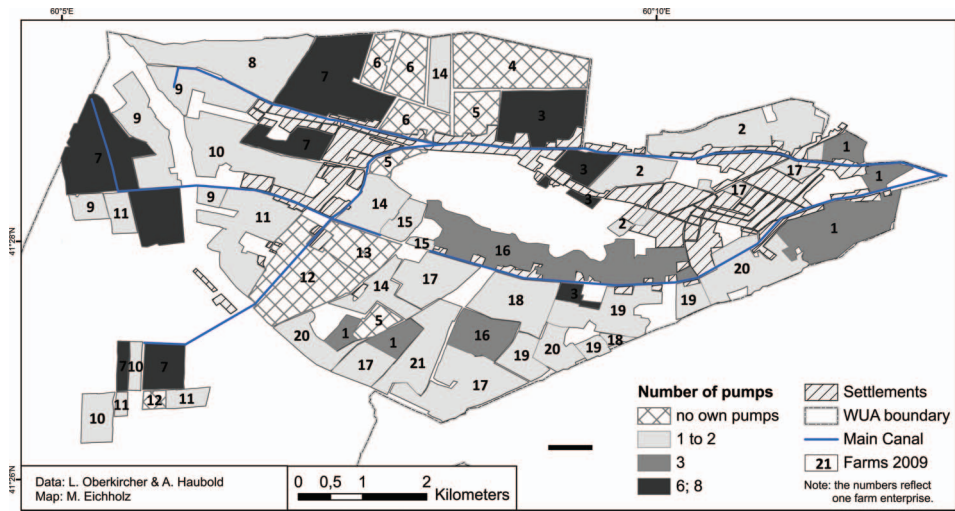 60°5'E 60°10'E
8 7 6 6 14 4
9 5
9 7 6 3 2
7 10 5 3 2 17 17 1
9 11 9 11 14 3 1
15 2 1
13 15 16 20
12 14 17 18 3 19 19
20 1 5 1 16 19 20 19 18
17 21 17
7 10 7
10 11 12 11
41°28'N
41°26'N
Number of pumps
no own pumps
1 to 2
3
6; 8
Settlements
WUA boundary
Main Canal
21 Farms 2009
Note: the numbers reflect
one farm enterprise.
Data: L. Oberkircher & A. Haubold
Map: M. Eichholz
0 0,5 1 2
Kilometers